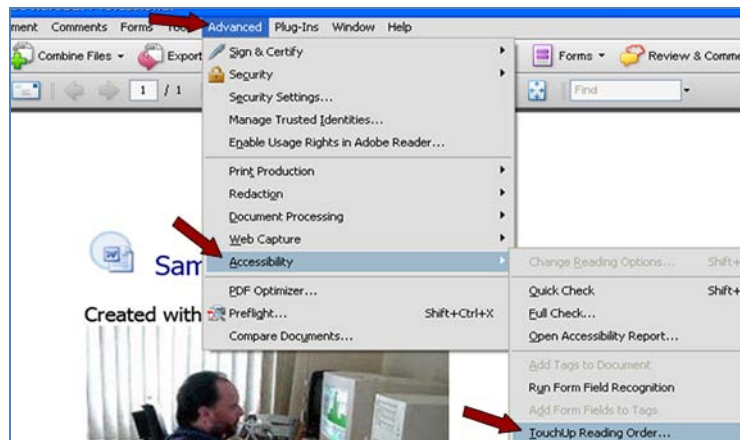 ment Comments Forms Tools Advanced Plug-Ins Window Help
Combine Files Export Forms Review & Comme
1 / 1 Find
Sign & Certify
Security
Security Settings...
Manage Trusted Identities...
Enable Usage Rights in Adobe Reader...
Print Production
Redaction
Document Processing
Web Capture
Accessibility
PDF Optimizer...
Preflight... Shift+Ctrl+X
Compare Documents...
Change Reading Options... Shift+
Quick Check Shift+
Full Check...
Open Accessibility Report...
Add Tags to Document
Run Form Field Recognition
Add Form Fields to Tags
TouchUp Reading Order...
Sam
Created with